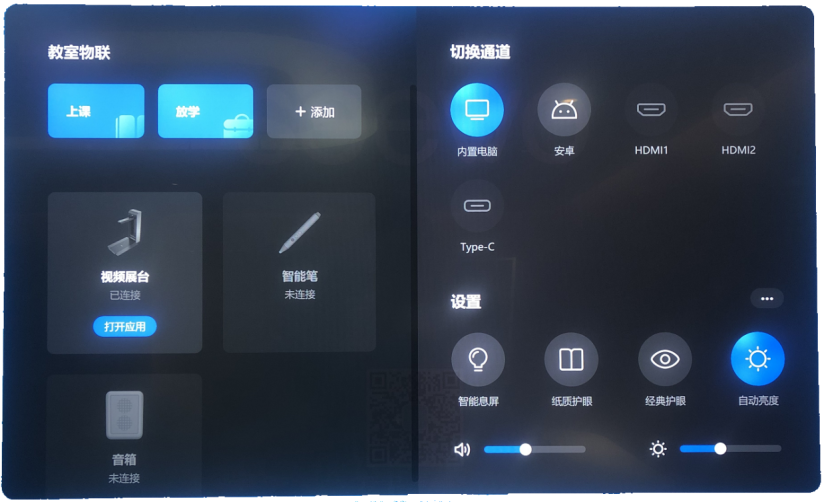 教室物联
上课
放学
+ 添加
视频展台
已连接
打开应用
智能笔
未连接
音箱
未连接
切换通道
内置电脑
安卓
HDMI1
HDMI2
Type-C
设置
智能息屏
纸质护眼
经典护眼
自动亮度